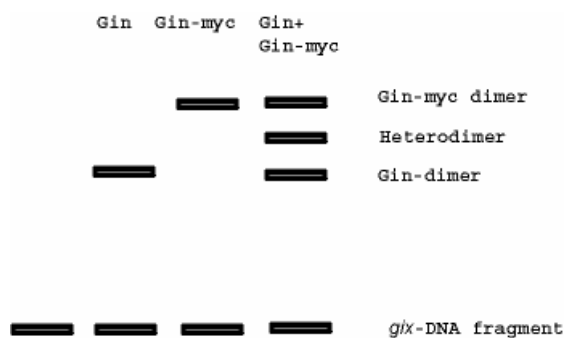 Gin Gin-myc Gin+
Gin-myc
Gin-myc dimer
Heterodimer
Gin-dimer
gix-DNA fragment